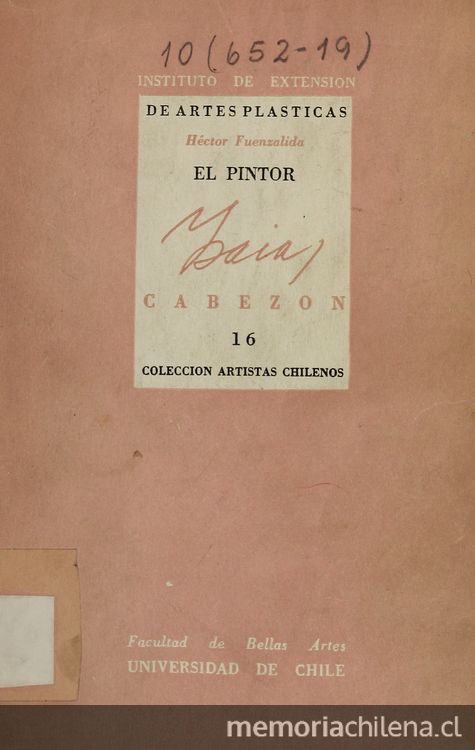 10 (652-19)
INSTITUTO DE EXTENSION
DE ARTES PLASTICAS
Héctor Fuenzalida
EL PINTOR
Isaias
CABEZON
16
COLECCION ARTISTAS CHILENOS
Facultad de Bellas Artes
UNIVERSIDAD DE CHILE
memoriachilena.cl